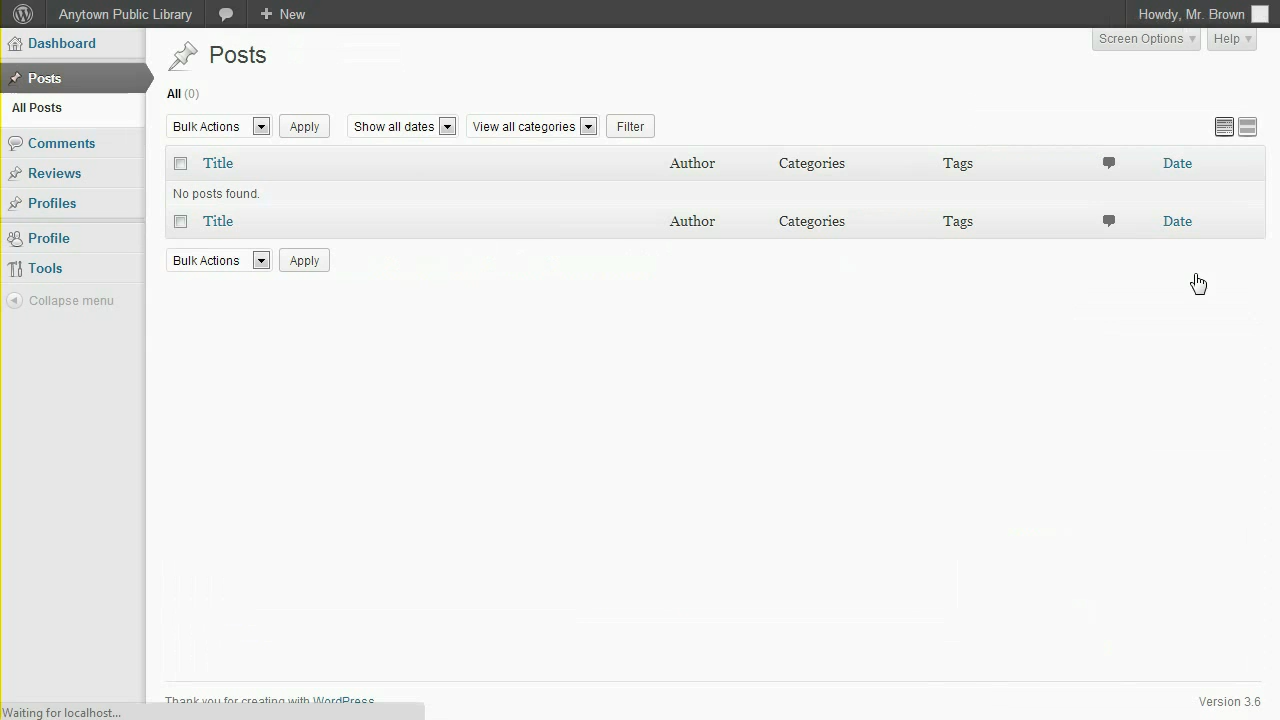 Anytown Public Library New Howdy, Mr. Brown
Dashboard
Posts
All Posts
Comments
Reviews
Profiles
Profile
Tools
Collapse menu
Screen Options Help
Posts
All (0)
Bulk Actions Apply Show all dates View all categories Filter
Title Author Categories Tags Date
No posts found.
Title Author Categories Tags Date
Bulk Actions Apply
Thank you for creating with WordPress Version 3.6
Waiting for localhost...